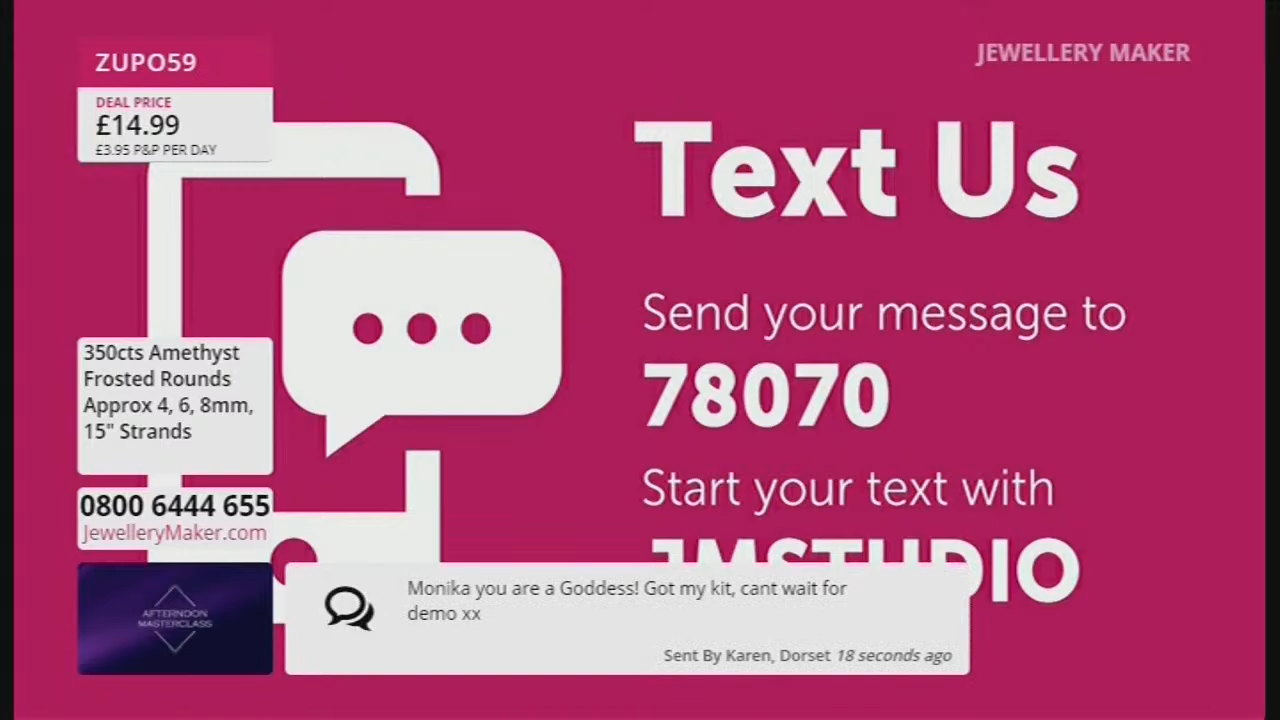 ZUPO59
DEAL PRICE
£14.99
£3.95 P&P PER DAY
JEWELLERY MAKER
Text Us
Send your message to
78070
Start your text with
JMSTUDIO
350cts Amethyst
Frosted Rounds
Approx 4, 6, 8mm,
15" Strands
0800 6444 655
JewelleryMaker.com
AFTERNOON
MASTERCLASS
Monika you are a Goddess! Got my kit, cant wait for
demo xx
Sent By Karen, Dorset 18 seconds ago